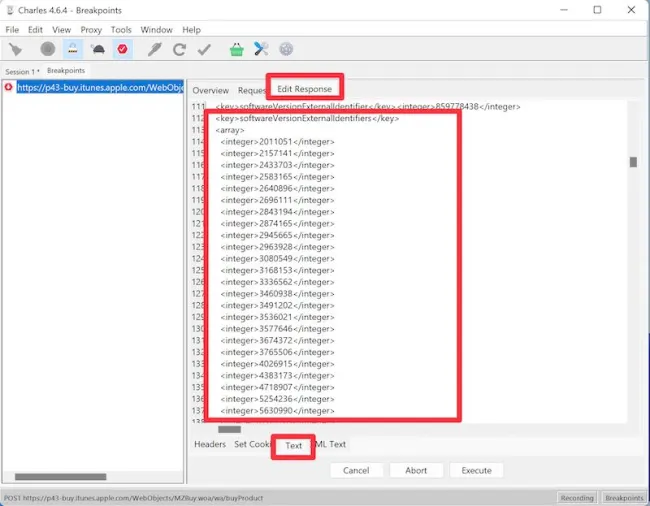 Charles 4.6.4 - Breakpoints
File Edit View Proxy Tools Window Help
Session 1 * Breakpoints
https://p43-buy.itunes.apple.com/WebObje
Overview Reques Edit Response
111 <key>softwareVersionExternalIdentifier</key><integer>859778438</integer>
112 <key>softwareVersionExternalIdentifiers</key>
113 <array>
114 <integer>2011051</integer>
115 <integer>2157141</integer>
116 <integer>2433703</integer>
117 <integer>2583165</integer>
118 <integer>2640896</integer>
119 <integer>2696111</integer>
120 <integer>2843194</integer>
121 <integer>2874165</integer>
122 <integer>2945665</integer>
123 <integer>2963928</integer>
124 <integer>3080549</integer>
125 <integer>3168153</integer>
126 <integer>3336562</integer>
127 <integer>3460938</integer>
128 <integer>3491202</integer>
129 <integer>3536021</integer>
130 <integer>3577646</integer>
131 <integer>3674372</integer>
132 <integer>3765506</integer>
133 <integer>4026915</integer>
134 <integer>4383173</integer>
135 <integer>4718907</integer>
136 <integer>5254236</integer>
137 <integer>5630990</integer>
Headers Set Cook Text ML Text
Cancel Abort Execute
POST https://p43-buy.itunes.apple.com/WebObjects/MZBuy.woa/wa/buyProduct Recording Breakpoints